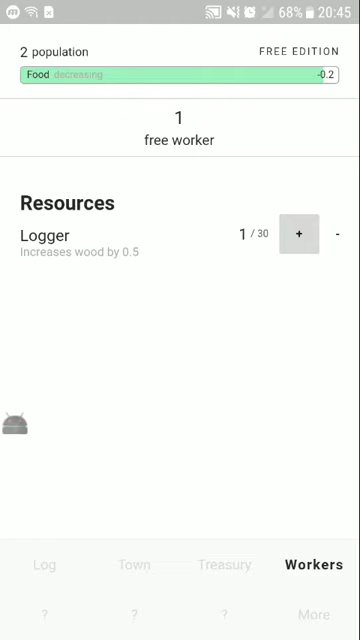 68% 20:45
2 population FREE EDITION
Food decreasing -0.2
1
free worker
Resources
Logger 1 / 30 + -
Increases wood by 0.5
Log Town Treasury Workers
? ? ? More